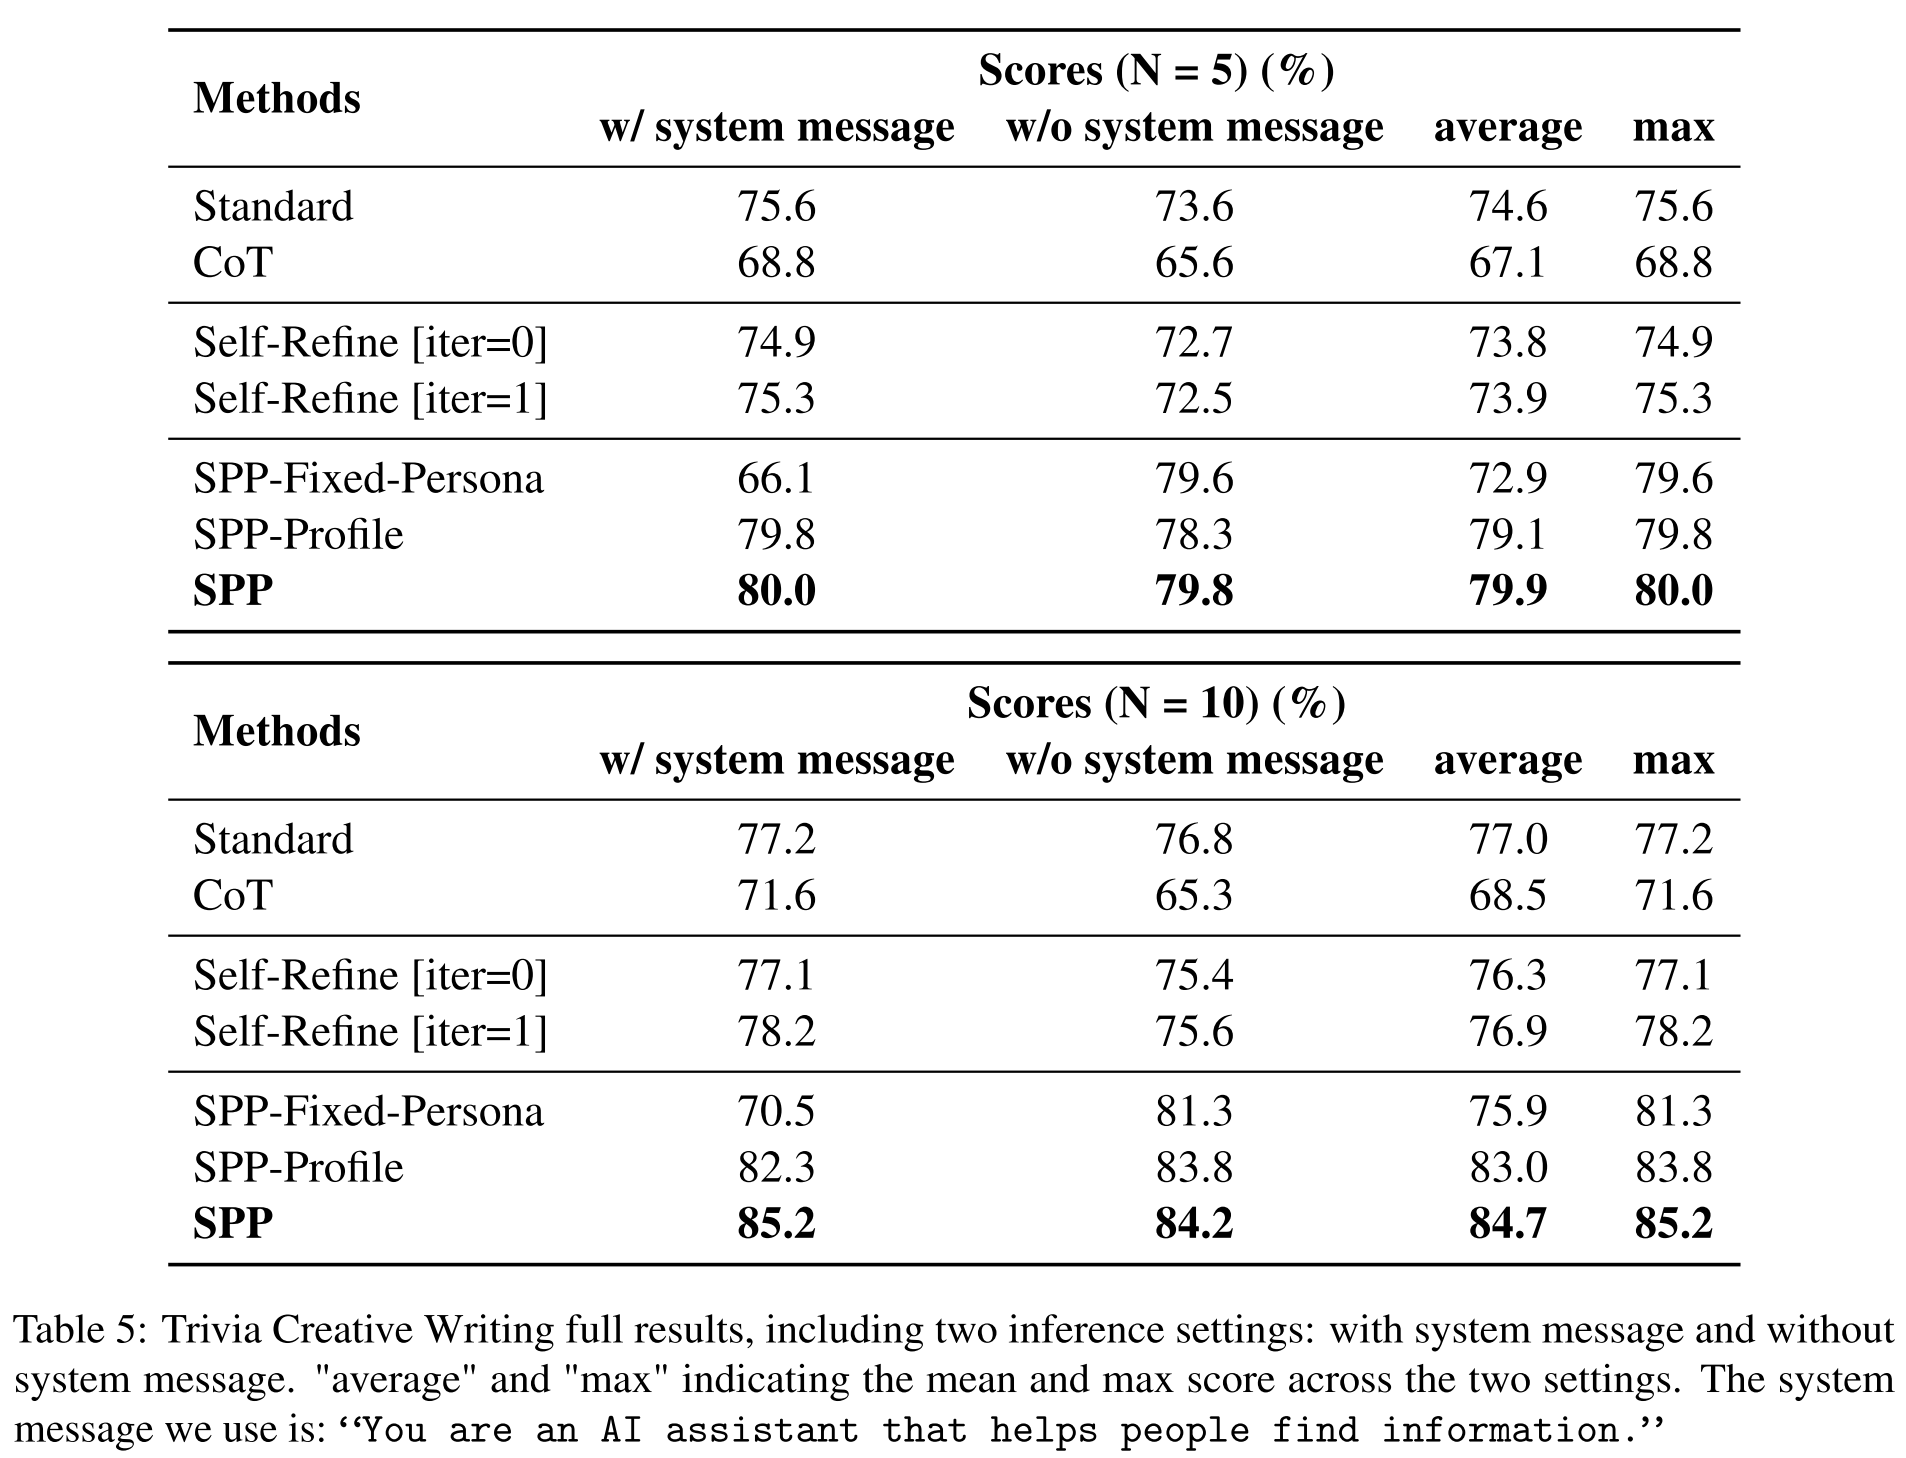 Methods Scores (N = 5) (%)
w/ system message w/o system message average max
Standard 75.6 73.6 74.6 75.6
CoT 68.8 65.6 67.1 68.8
Self-Refine [iter=0] 74.9 72.7 73.8 74.9
Self-Refine [iter=1] 75.3 72.5 73.9 75.3
SPP-Fixed-Persona 66.1 79.6 72.9 79.6
SPP-Profile 79.8 78.3 79.1 79.8
SPP 80.0 79.8 79.9 80.0
Methods Scores (N = 10) (%)
w/ system message w/o system message average max
Standard 77.2 76.8 77.0 77.2
CoT 71.6 65.3 68.5 71.6
Self-Refine [iter=0] 77.1 75.4 76.3 77.1
Self-Refine [iter=1] 78.2 75.6 76.9 78.2
SPP-Fixed-Persona 70.5 81.3 75.9 81.3
SPP-Profile 82.3 83.8 83.0 83.8
SPP 85.2 84.2 84.7 85.2
Table 5: Trivia Creative Writing full results, including two inference settings: with system message and without
system message. "average" and "max" indicating the mean and max score across the two settings. The system
message we use is: “You are an AI assistant that helps people find information.”